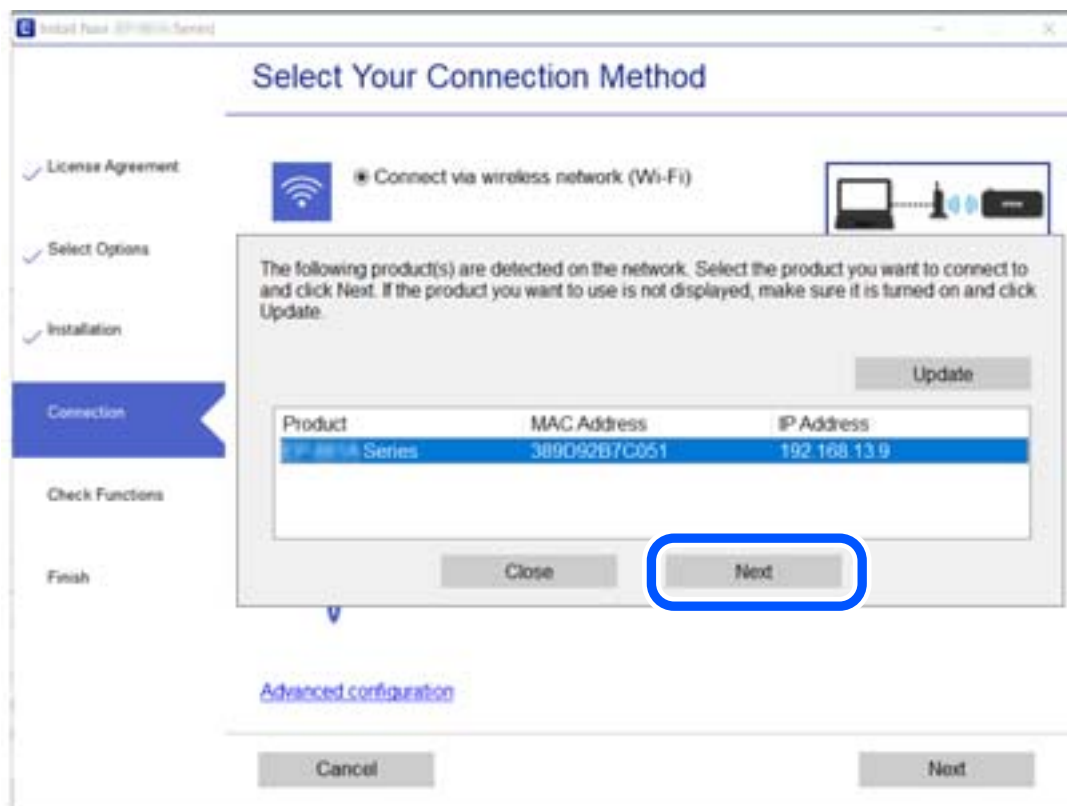 Install Navi
Series]
Select Your Connection Method
License Agreement
Connect via wireless network (Wi-Fi)
Select Options
The following product(s) are detected on the network. Select the product you want to connect to
and click Next. If the product you want to use is not displayed, make sure it is turned on and click
Update.
Installation
Update
Connection
Product MAC Address IP Address
Series 389D92B7C051 192.168.13.9
Check Functions
Close Next
Finish
Advanced configuration
Cancel Next